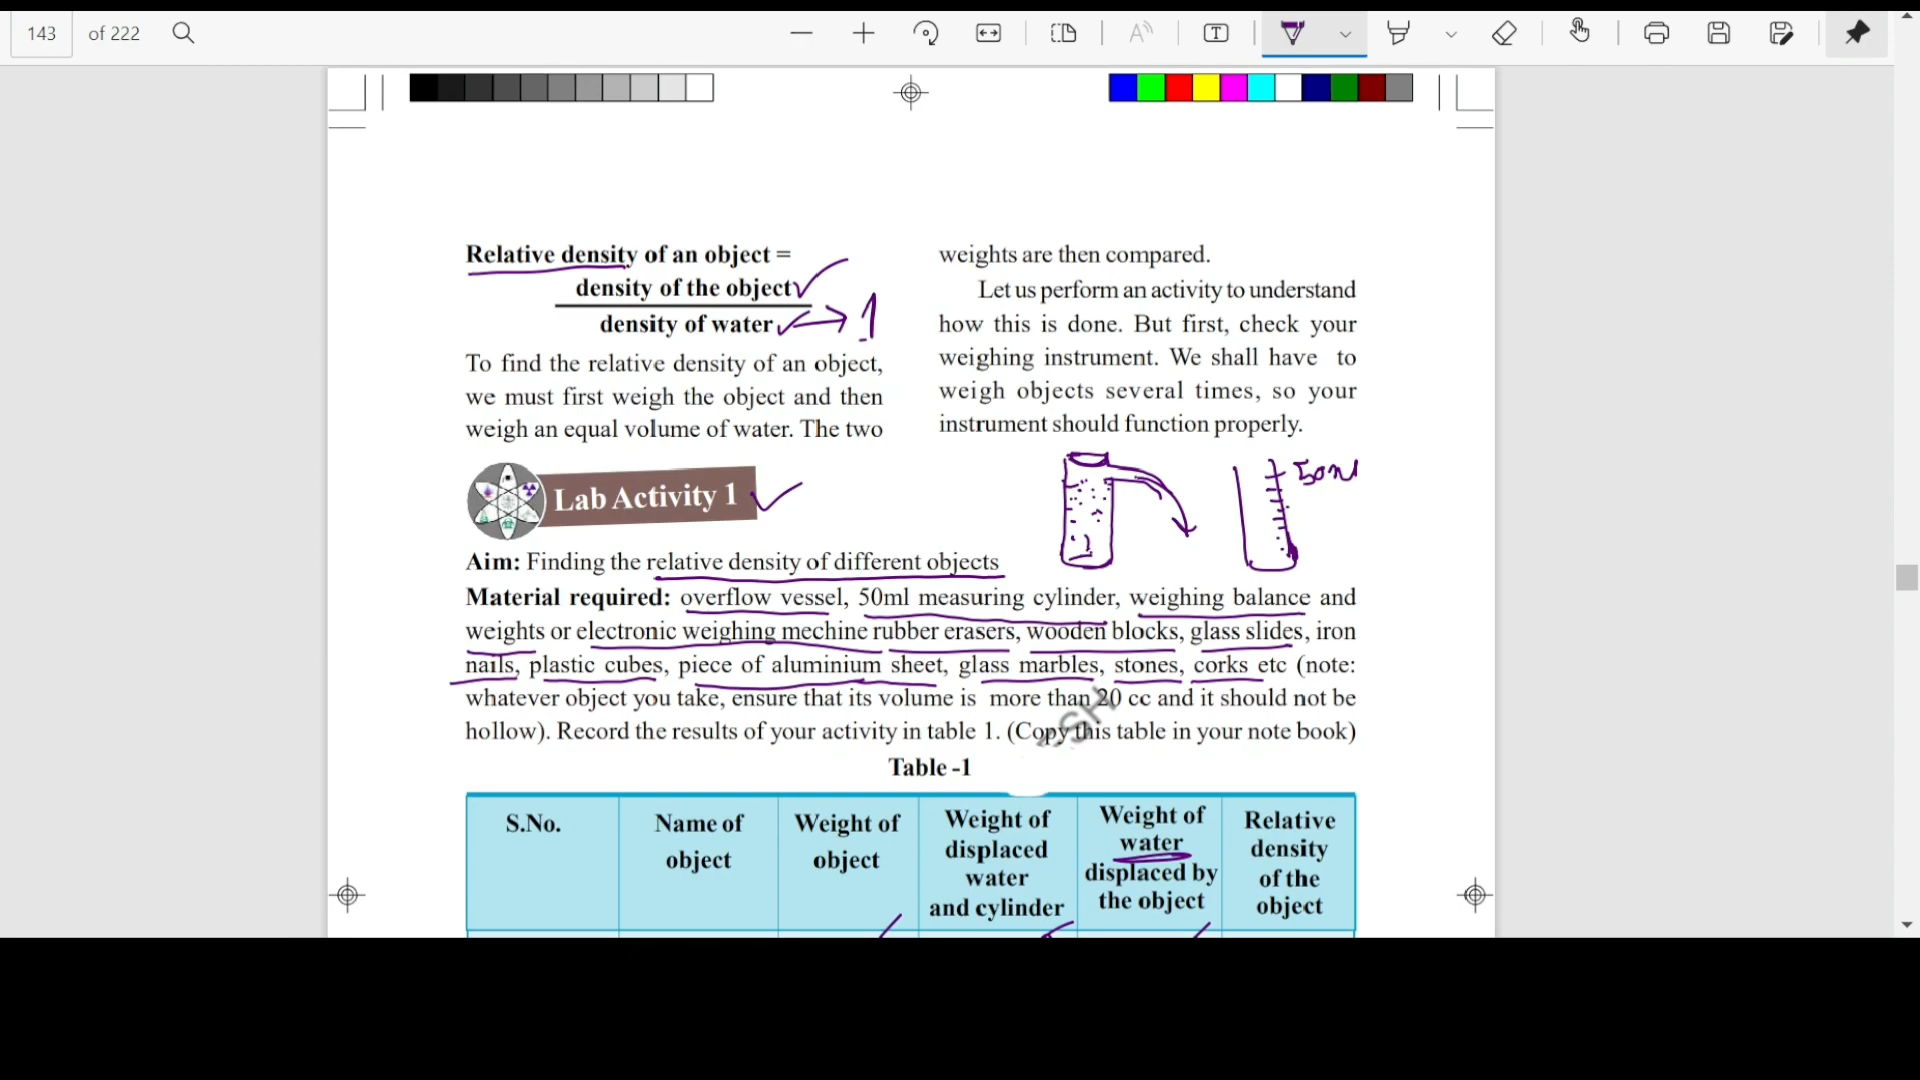 143 of 222
Relative density of an object =
density of the object
density of water → 1
To find the relative density of an object,
we must first weigh the object and then
weigh an equal volume of water. The two
weights are then compared.
Let us perform an activity to understand
how this is done. But first, check your
weighing instrument. We shall have to
weigh objects several times, so your
instrument should function properly.
Lab Activity 1
Aim: Finding the relative density of different objects
Material required: overflow vessel, 50ml measuring cylinder, weighing balance and
weights or electronic weighing mechine rubber erasers, wooden blocks, glass slides, iron
nails, plastic cubes, piece of aluminium sheet, glass marbles, stones, corks etc (note:
whatever object you take, ensure that its volume is more than 20 cc and it should not be
hollow). Record the results of your activity in table 1. (Copy this table in your note book)
Table -1
S.No.
Name of
object
Weight of
object
Weight of
displaced
water
and cylinder
Weight of
water
displaced by
the object
Relative
density
of the
object